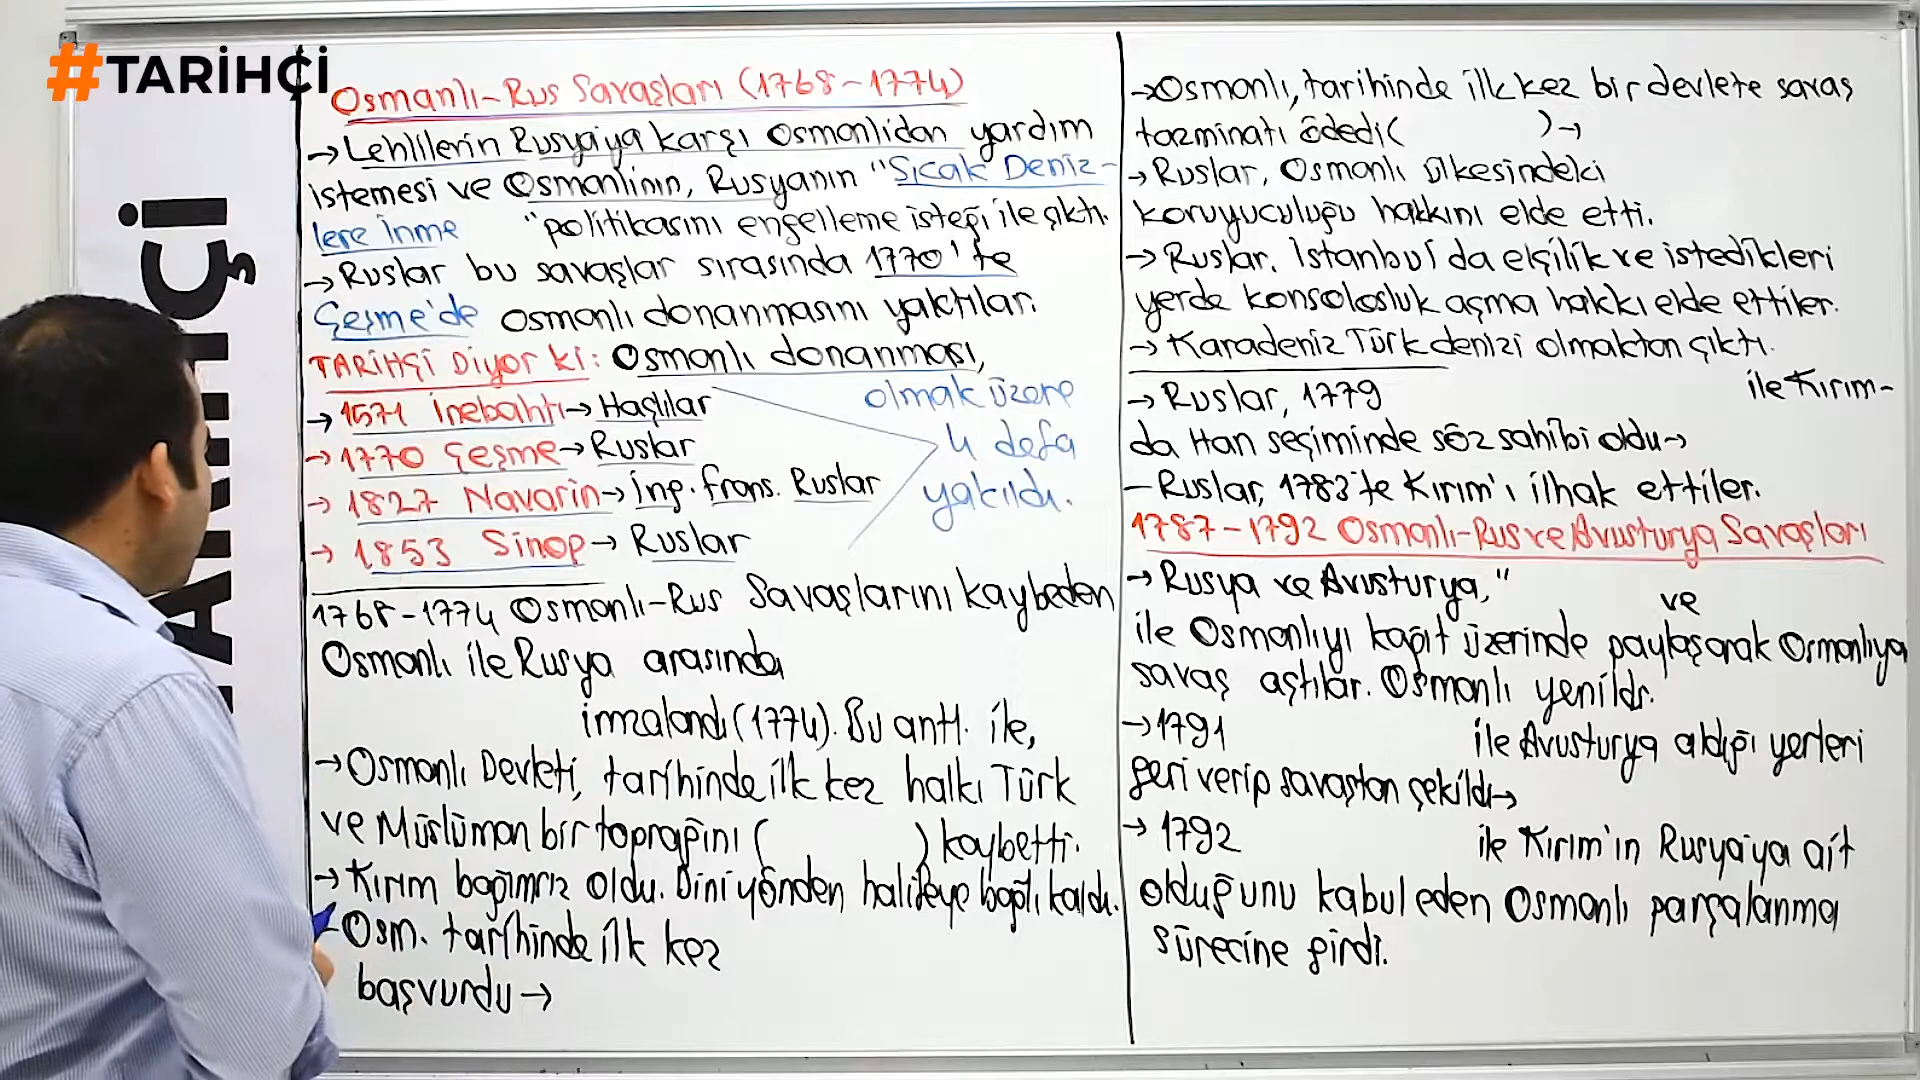 #TARİHÇİ
TARİHÇİ
Osmanlı-Rus Savaşları (1768-1774)
→Lehlilerin Rusya'ya karşı Osmanlıdan yardım
istemesi ve Osmanlının, Rusyanın "Sıcak Deniz-
lere İnme "politikasını engelleme isteği ile çıktı.
→Ruslar bu savaşlar sırasında 1770'te
Çeşme'de osmanlı donanmasını yaktılar.
TARİHÇİ Diyor ki: Osmanlı donanması,
→1571 İnebahtı→Haçlılar
→1770 Çeşme→Ruslar
→1827 Navarin→ing. frans. Ruslar
→1853 Sinop→Ruslar
olmak üzere
4 defa
yakıldı.
1768-1774 Osmanlı-Rus Savaşlarını kaybeden
Osmanlı ile Rusya arasında
imzalandı (1774). Bu antl. ile,
→Osmanlı Devleti, tarihinde ilk kez halkı Türk
ve Müslüman bir toprağını ( ) kaybetti.
→Kırım bağımsız oldu. Dini yönden halifeye bağlı kaldı.
-Osm. tarihinde ilk kez
başvurdu→
→Osmanlı, tarihinde ilk kez bir devlete savaş
tazminatı ödedi( )→
→Ruslar, Osmanlı ülkesindeki
koruyuculuğu hakkını elde etti.
→Ruslar. İstanbul'da elçilik ve istedikleri
yerde konsolosluk açma hakkı elde ettiler.
→Karadeniz Türk denizi olmaktan çıktı.
→Ruslar, 1779 ile Kırım-
da Han seçiminde söz sahibi oldu→
-Ruslar, 1783'te Kırım'ı ilhak ettiler.
1787-1792 Osmanlı-Rus ve Avusturya Savaşları
→Rusya ve Avusturya," ve
ile Osmanlıyı kağıt üzerinde paylaşarak Osmanlıya
savaş açtılar. Osmanlı yenildi.
→1791 ile Avusturya aldığı yerleri
geri verip savaştan çekildi→
→1792 ile Kırım'ın Rusya'ya ait
olduğunu kabul eden Osmanlı parçalanma
sürecine girdi.